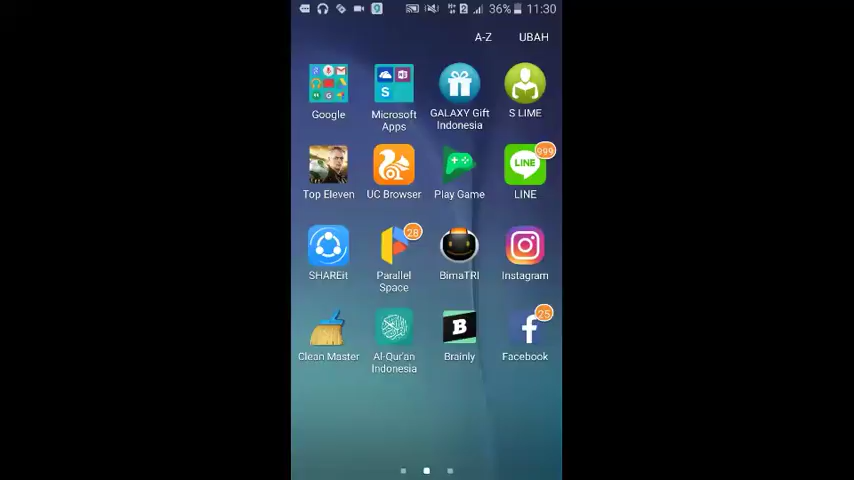 36% 11:30
A-Z UBAH
Google
Microsoft Apps
GALAXY Gift Indonesia
S LIME
Top Eleven
UC Browser
Play Game
LINE
999
LINE
SHAREit
28
Parallel Space
BimaTRI
Instagram
Clean Master
Al-Qur'an Indonesia
B
Brainly
25
Facebook